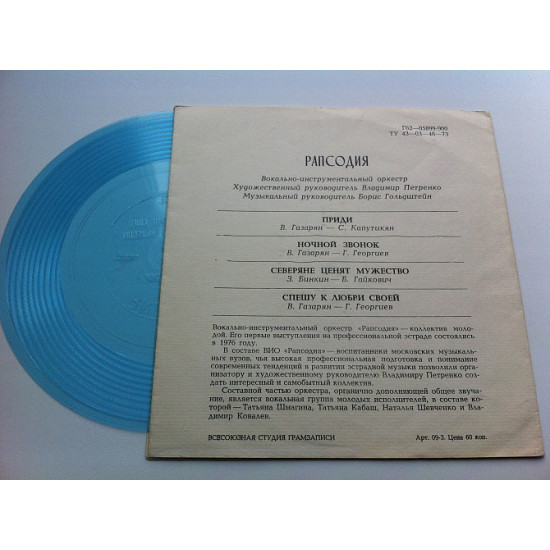 Г62—05899-900
ТУ 43—03—46—73
РАПСОДИЯ
Вокально-инструментальный оркестр
Художественный руководитель Владимир Петренко
Музыкальный руководитель Борис Гольдштейн
ПРИДИ
В. Газарян — С. Капутикян
НОЧНОЙ ЗВОНОК
В. Газарян — Г. Георгиев
СЕВЕРЯНЕ ЦЕНЯТ МУЖЕСТВО
З. Бинкин — Б. Гайкович
СПЕШУ К ЛЮБВИ СВОЕЙ
В. Газарян — Г. Георгиев
Вокально-инструментальный оркестр «Рапсодия» — коллектив моло-
дой. Его первые выступления на профессиональной эстраде состоялись
в 1976 году.
В составе ВИО «Рапсодия» — воспитанники московских музыкаль-
ных вузов, чья высокая профессиональная подготовка и понимание
современных тенденций в развитии эстрадной музыки позволили орга-
низатору и художественному руководителю Владимиру Петренко соз-
дать интересный и самобытный коллектив.
Составной частью оркестра, органично дополняющей общее звуча-
ние, является вокальная группа молодых исполнителей, в составе ко-
торой — Татьяна Шмагина, Татьяна Кабаш, Наталья Шевченко и Вла-
димир Ковалев.
ВСЕСОЮЗНАЯ СТУДИЯ ГРАМЗАПИСИ
Арт. 09-3. Цена 60 коп.